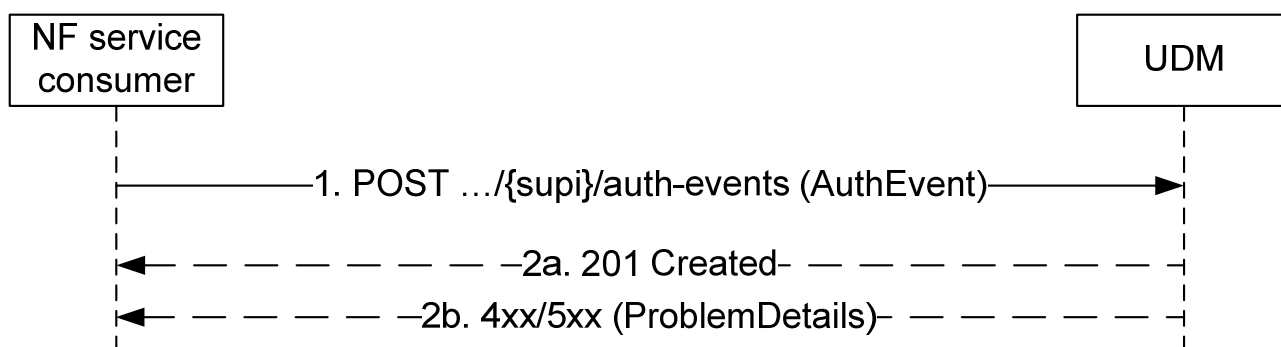 NF service
consumer
UDM
1. POST …/{supi}/auth-events (AuthEvent)
2a. 201 Created
2b. 4xx/5xx (ProblemDetails)